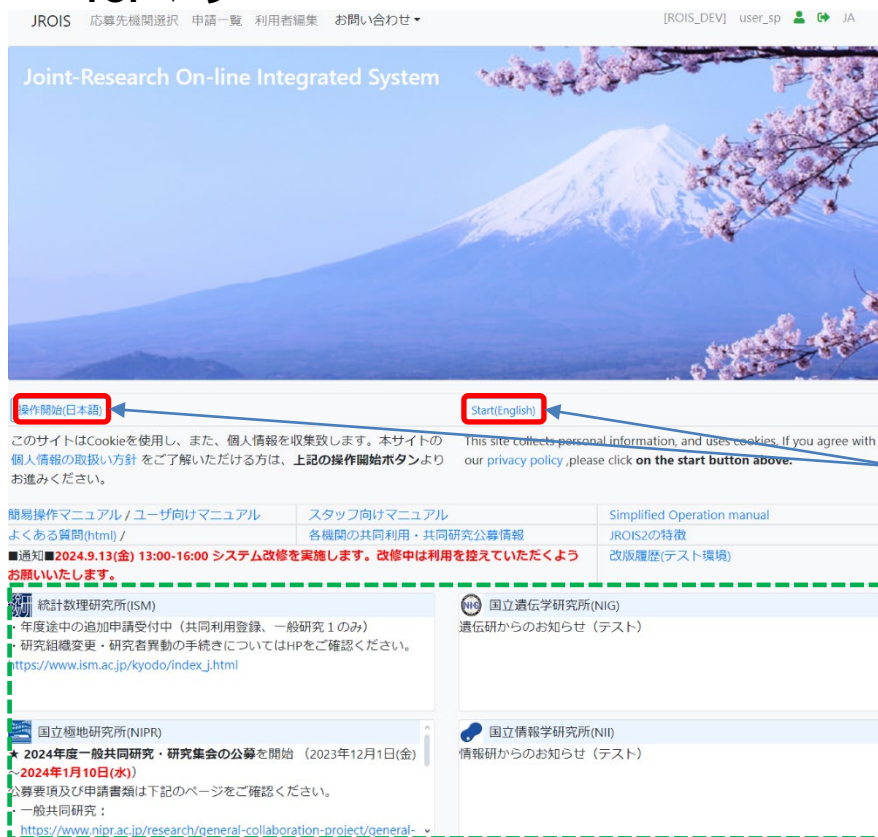 JROIS 応募先機関選択 申請一覧 利用者編集 お問い合わせ [ROIS_DEV] user_sp JA
Joint-Research On-line Integrated System
操作開始(日本語)
Start(English)
このサイトはCookieを使用し、また、個人情報を収集致します。本サイトの
個人情報の取扱い方針 をご了解いただける方は、上記の操作開始ボタンより
お進みください。
This site collects personal information, and uses cookies. If you agree with
our privacy policy ,please click on the start button above.
簡易操作マニュアル / ユーザ向けマニュアル スタッフ向けマニュアル Simplified Operation manual
よくある質問(html) / 各機関の共同利用・共同研究公募情報 JROIS2の特徴
■通知■2024.9.13(金) 13:00-16:00 システム改修を実施します。改修中は利用を控えていただくよう
お願いいたします。
改版履歴(テスト環境)
統計数理研究所(ISM)
・年度途中の追加申請受付中（共同利用登録、一般研究１のみ）
・研究組織変更・研究者異動の手続きについてはHPをご確認ください。
https://www.ism.ac.jp/kyodo/index_j.html
NIG 国立遺伝学研究所(NIG)
遺伝研からのお知らせ（テスト）
国立極地研究所(NIPR)
★ 2024年度一般共同研究・研究集会の公募を開始 （2023年12月1日(金)
～2024年1月10日(水)）
公募要項及び申請書類は下記のページをご確認ください。
・一般共同研究：
https://www.nipr.ac.jp/research/general-collaboration-project/general-
国立情報学研究所(NII)
情報研からのお知らせ（テスト）